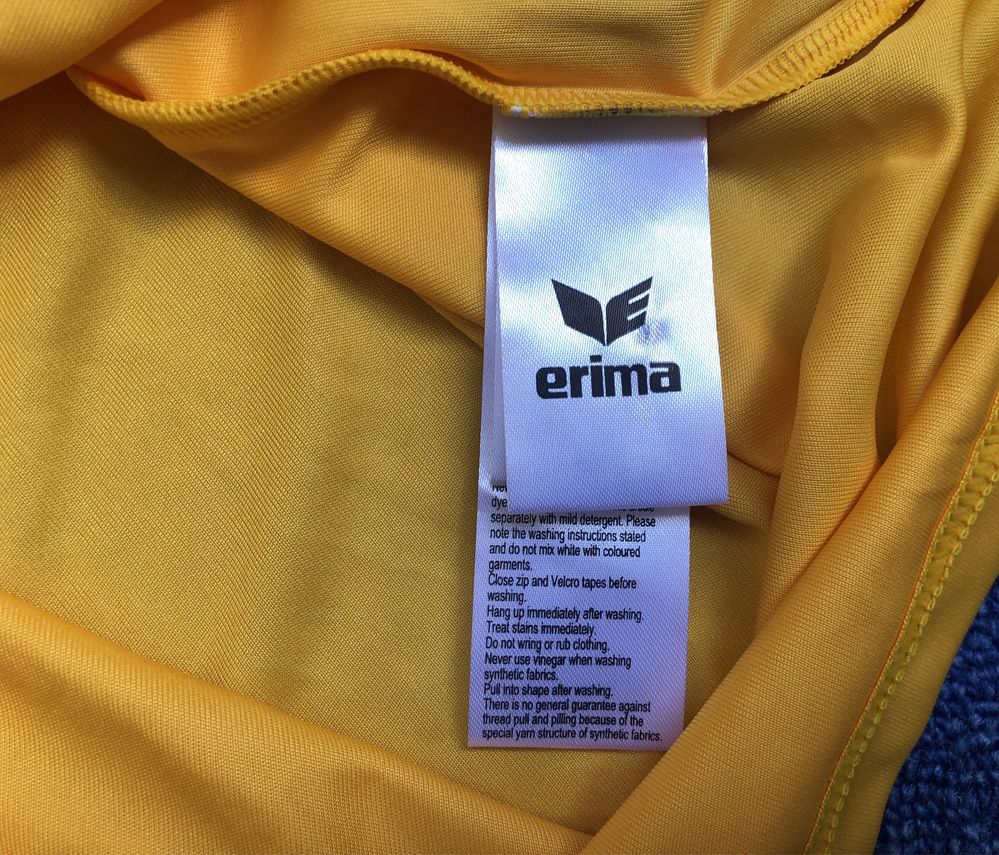 erima
dye
separately with mild detergent. Please
note the washing instructions stated
and do not mix white with coloured
garments.
Close zip and Velcro tapes before
washing.
Hang up immediately after washing.
Treat stains immediately.
Do not wring or rub clothing.
Never use vinegar when washing
synthetic fabrics.
Pull into shape after washing.
There is no general guarantee against
thread pull and pilling because of the
special yarn structure of synthetic fabrics.